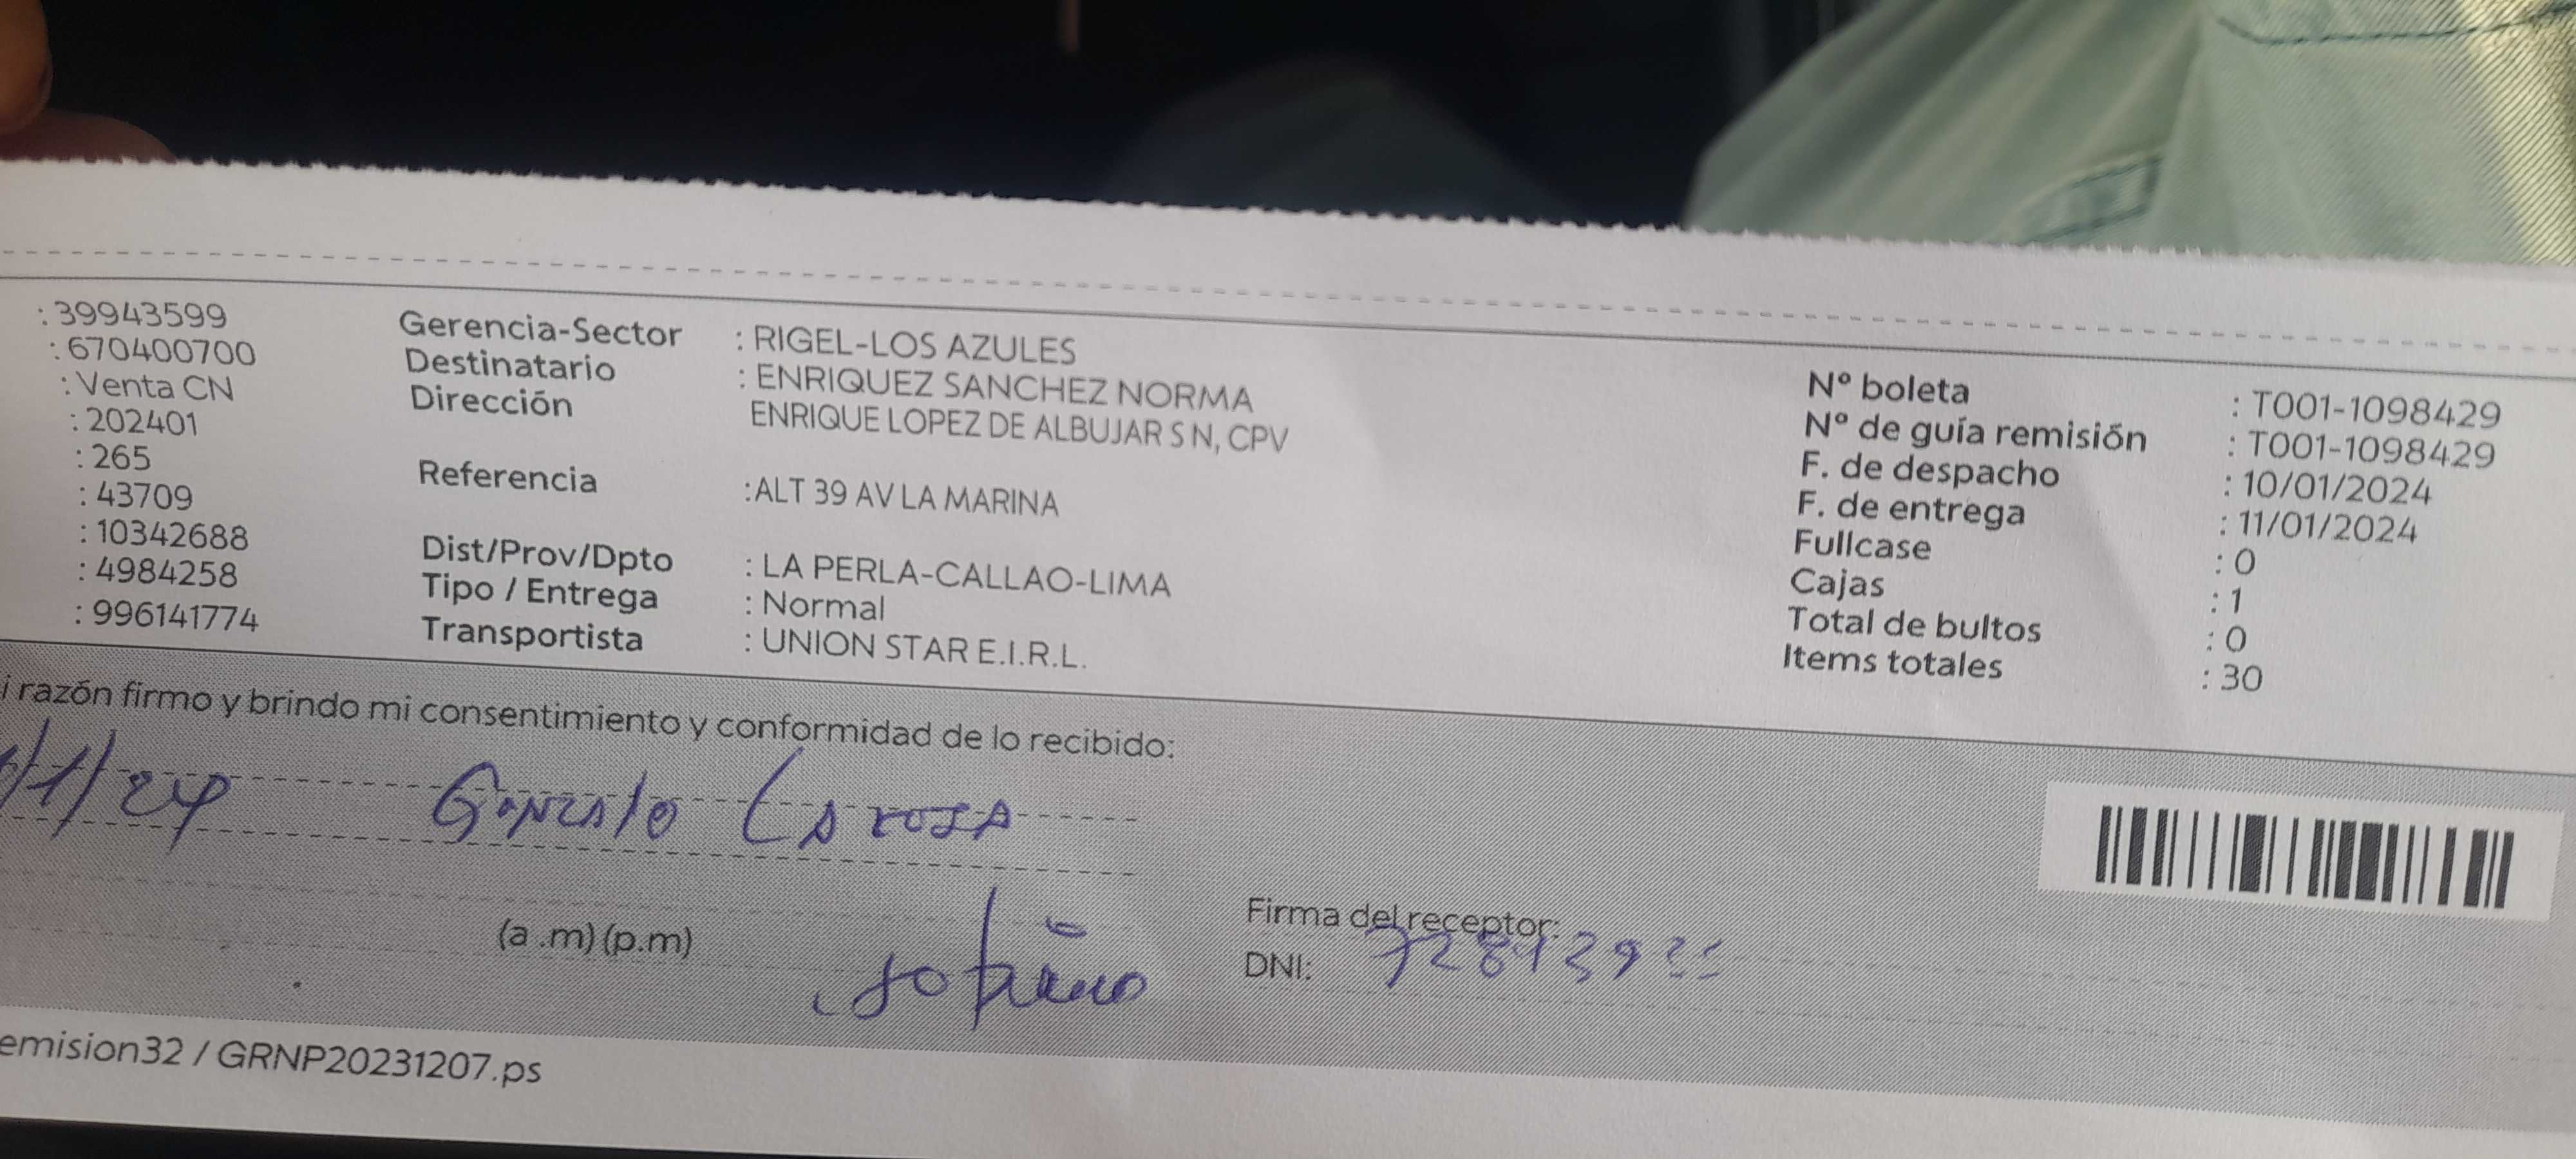 :39943599
:670400700
: Venta CN
: 202401
: 265
: 43709
: 10342688
: 4984258
: 996141774
Gerencia-Sector : RIGEL-LOS AZULES
Destinatario : ENRIQUEZ SANCHEZ NORMA
Dirección ENRIQUE LOPEZ DE ALBUJAR S N, CPV
Referencia :ALT 39 AV LA MARINA
Dist/Prov/Dpto : LA PERLA-CALLAO-LIMA
Tipo / Entrega : Normal
Transportista : UNION STAR E.I.R.L.
Nº boleta : T001-1098429
Nº de guía remisión : T001-1098429
F. de despacho : 10/01/2024
F. de entrega : 11/01/2024
Fullcase : 0
Cajas : 1
Total de bultos : 0
Items totales : 30
i razón firmo y brindo mi consentimiento y conformidad de lo recibido:
/1/24 Gonzalo
(a .m) (p.m)
Firma del receptor:
DNI:
emision32 / GRNP20231207.ps